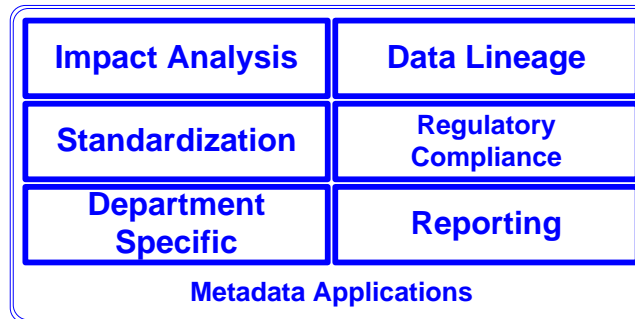 Impact Analysis
Data Lineage
Standardization
Regulatory
Compliance
Department
Specific
Reporting
Metadata Applications